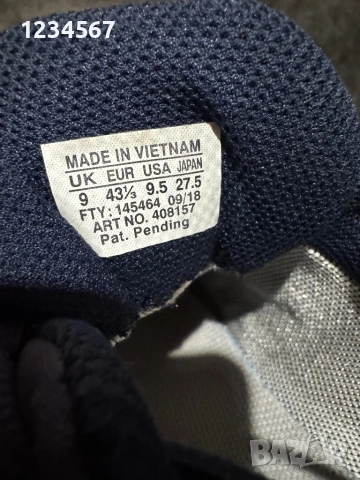 1234567
MADE IN VIETNAM
UK EUR USA JAPAN
9 43⅓ 9.5 27.5
FTY: 145464 09/18
ART NO. 408157
Pat. Pending
BAZAR